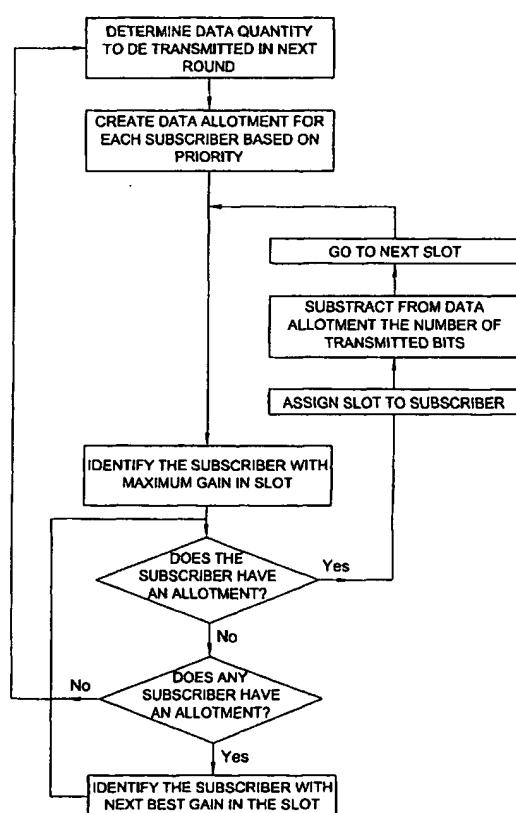 DETERMINE DATA QUANTITY
TO DE TRANSMITTED IN NEXT
ROUND
CREATE DATA ALLOTMENT FOR
EACH SUBSCRIBER BASED ON
PRIORITY
GO TO NEXT SLOT
SUBSTRACT FROM DATA
ALLOTMENT THE NUMBER OF
TRANSMITTED BITS
ASSIGN SLOT TO SUBSCRIBER
IDENTIFY THE SUBSCRIBER WITH
MAXIMUM GAIN IN SLOT
DOES THE
SUBSCRIBER HAVE
AN ALLOTMENT?
Yes
No
DOES ANY
SUBSCRIBER HAVE
AN ALLOTMENT?
No
Yes
IDENTIFY THE SUBSCRIBER WITH
NEXT BEST GAIN IN THE SLOT